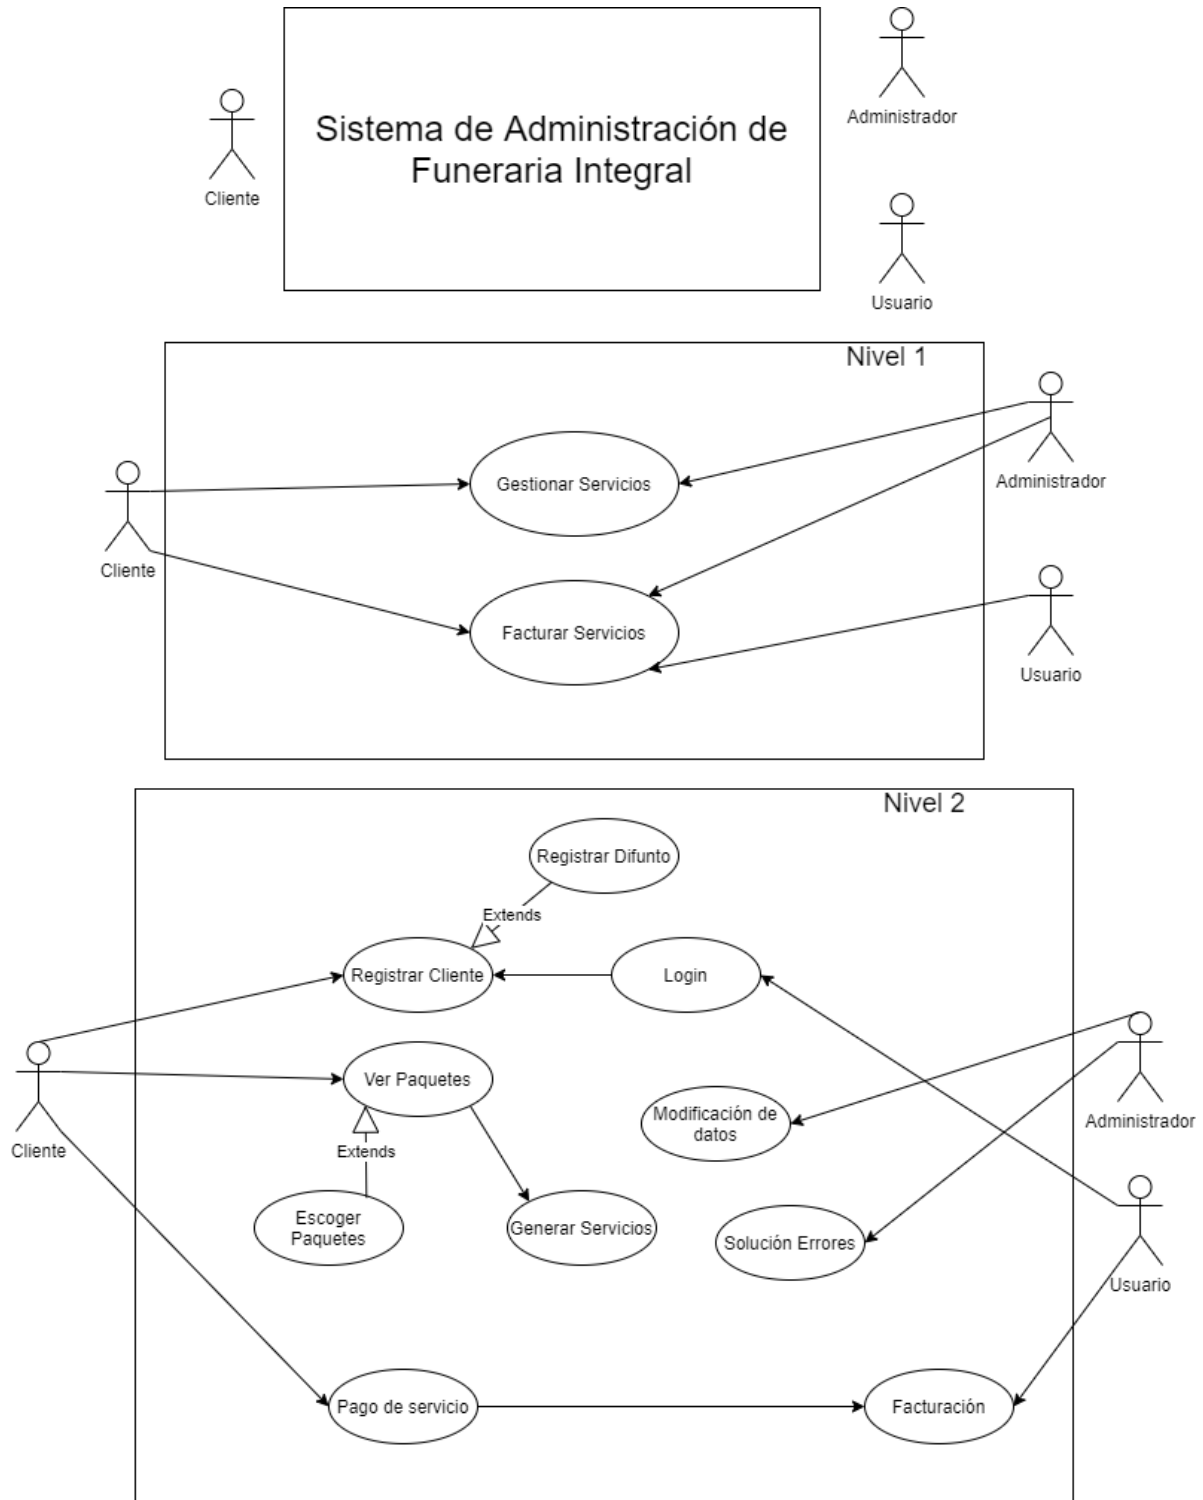 Sistema de Administración de
Funeraria Integral
Cliente
Administrador
Usuario
Nivel 1
Gestionar Servicios
Administrador
Cliente
Facturar Servicios
Usuario
Nivel 2
Registrar Difunto
Extends
Registrar Cliente
Login
Ver Paquetes
Modificación de
datos
Administrador
Cliente
Extends
Escoger
Paquetes
Generar Servicios
Solución Errores
Usuario
Pago de servicio
Facturación